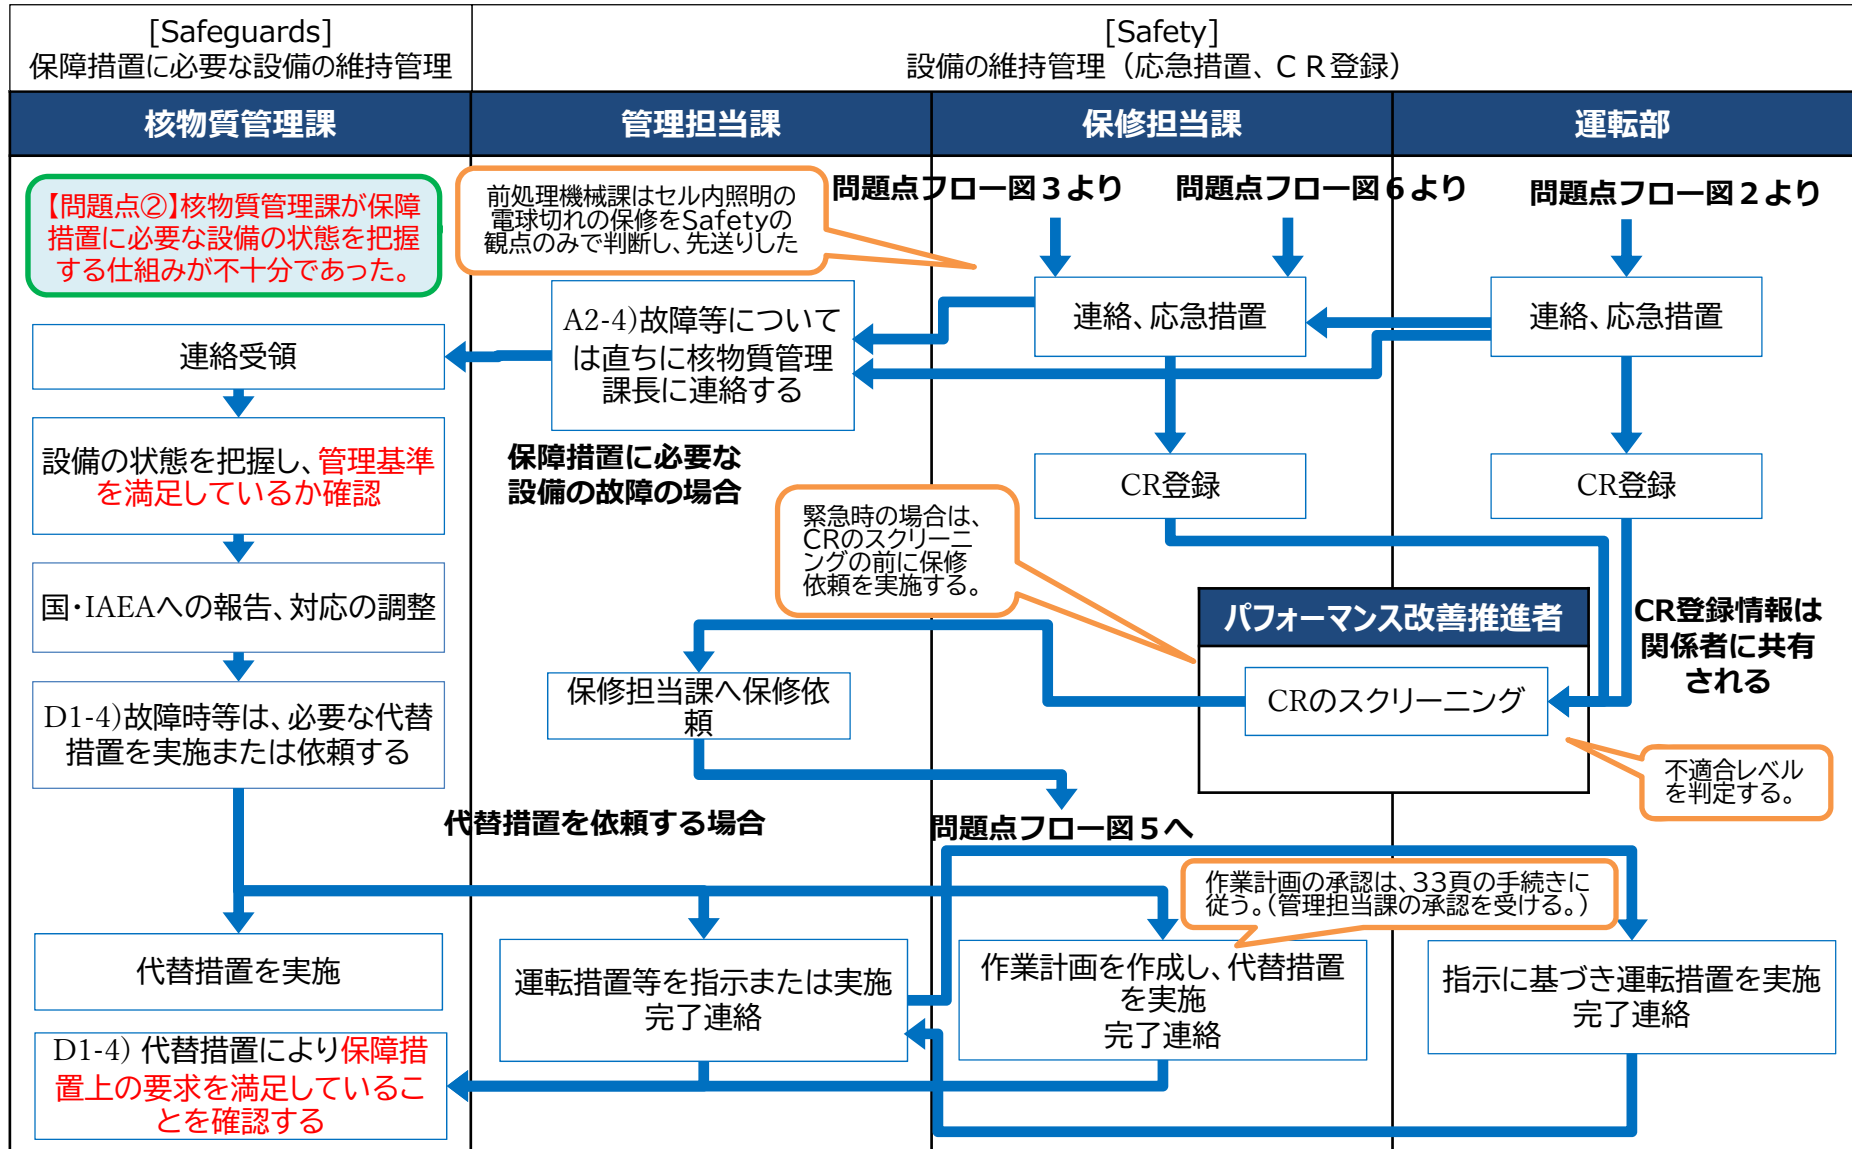 [Safeguards]
保障措置に必要な設備の維持管理
[Safety]
設備の維持管理（応急措置、ＣＲ登録）
核物質管理課
管理担当課
保修担当課
運転部
【問題点②】核物質管理課が保障
措置に必要な設備の状態を把握
する仕組みが不十分であった。
前処理機械課はセル内照明の
電球切れの保修をSafetyの
観点のみで判断し、先送りした
問題点フロー図３より
問題点フロー図６より
問題点フロー図２より
連絡受領
A2-4)故障等について
は直ちに核物質管理
課長に連絡する
連絡、応急措置
連絡、応急措置
設備の状態を把握し、管理基準
を満足しているか確認
保障措置に必要な
設備の故障の場合
CR登録
CR登録
緊急時の場合は、
CRのスクリーニ
ングの前に保修
依頼を実施する。
国・IAEAへの報告、対応の調整
パフォーマンス改善推進者
CRのスクリーニング
CR登録情報は
関係者に共有
される
D1-4)故障時等は、必要な代替
措置を実施または依頼する
保修担当課へ保修依
頼
不適合レベル
を判定する。
代替措置を依頼する場合
問題点フロー図５へ
作業計画の承認は、33頁の手続きに
従う。（管理担当課の承認を受ける。）
代替措置を実施
運転措置等を指示または実施
完了連絡
作業計画を作成し、代替措置
を実施
完了連絡
指示に基づき運転措置を実施
完了連絡
D1-4) 代替措置により保障措
置上の要求を満足しているこ
とを確認する